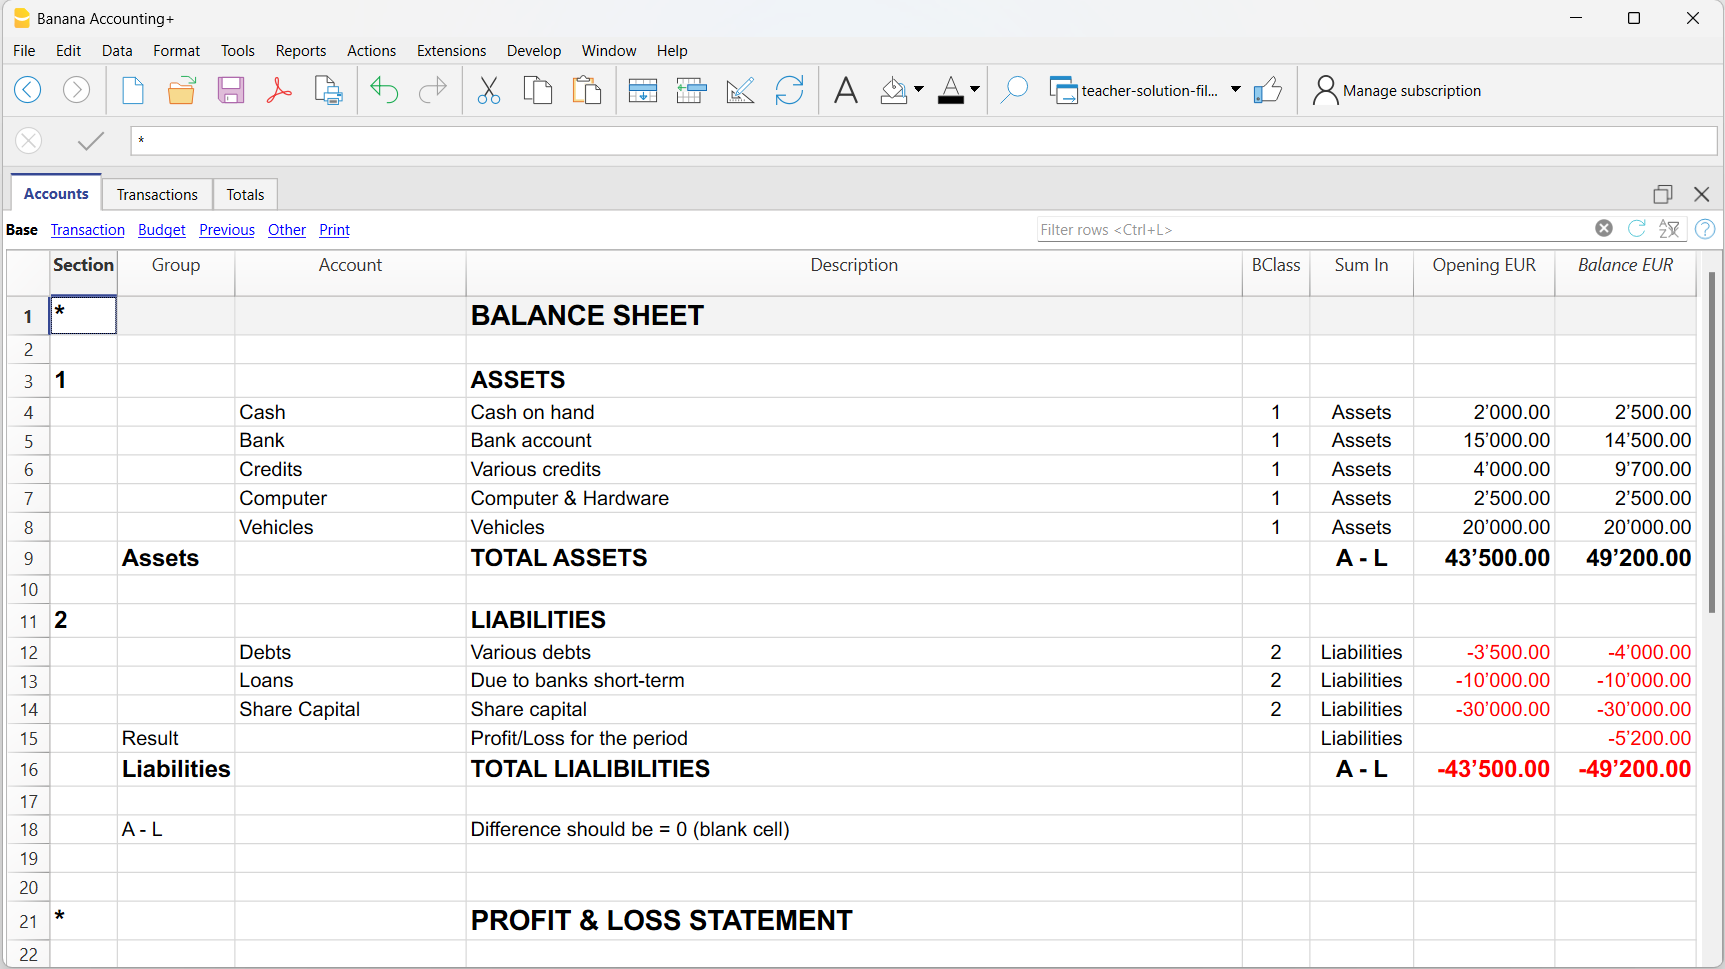 Banana Accounting+
File Edit Data Format Tools Reports Actions Extensions Develop Window Help
teacher-solution-fil... Manage subscription
*
Accounts Transactions Totals
Base Transaction Budget Previous Other Print Filter rows <Ctrl+L>
Section Group Account Description BClass Sum In Opening EUR Balance EUR
1 * BALANCE SHEET
2
3 1 ASSETS
4 Cash Cash on hand 1 Assets 2’000.00 2’500.00
5 Bank Bank account 1 Assets 15’000.00 14’500.00
6 Credits Various credits 1 Assets 4’000.00 9’700.00
7 Computer Computer & Hardware 1 Assets 2’500.00 2’500.00
8 Vehicles Vehicles 1 Assets 20’000.00 20’000.00
9 Assets TOTAL ASSETS A - L 43’500.00 49’200.00
10
11 2 LIABILITIES
12 Debts Various debts 2 Liabilities -3’500.00 -4’000.00
13 Loans Due to banks short-term 2 Liabilities -10’000.00 -10’000.00
14 Share Capital Share capital 2 Liabilities -30’000.00 -30’000.00
15 Result Profit/Loss for the period Liabilities -5’200.00
16 Liabilities TOTAL LIALIBILITIES A - L -43’500.00 -49’200.00
17
18 A - L Difference should be = 0 (blank cell)
19
20
21 * PROFIT & LOSS STATEMENT
22